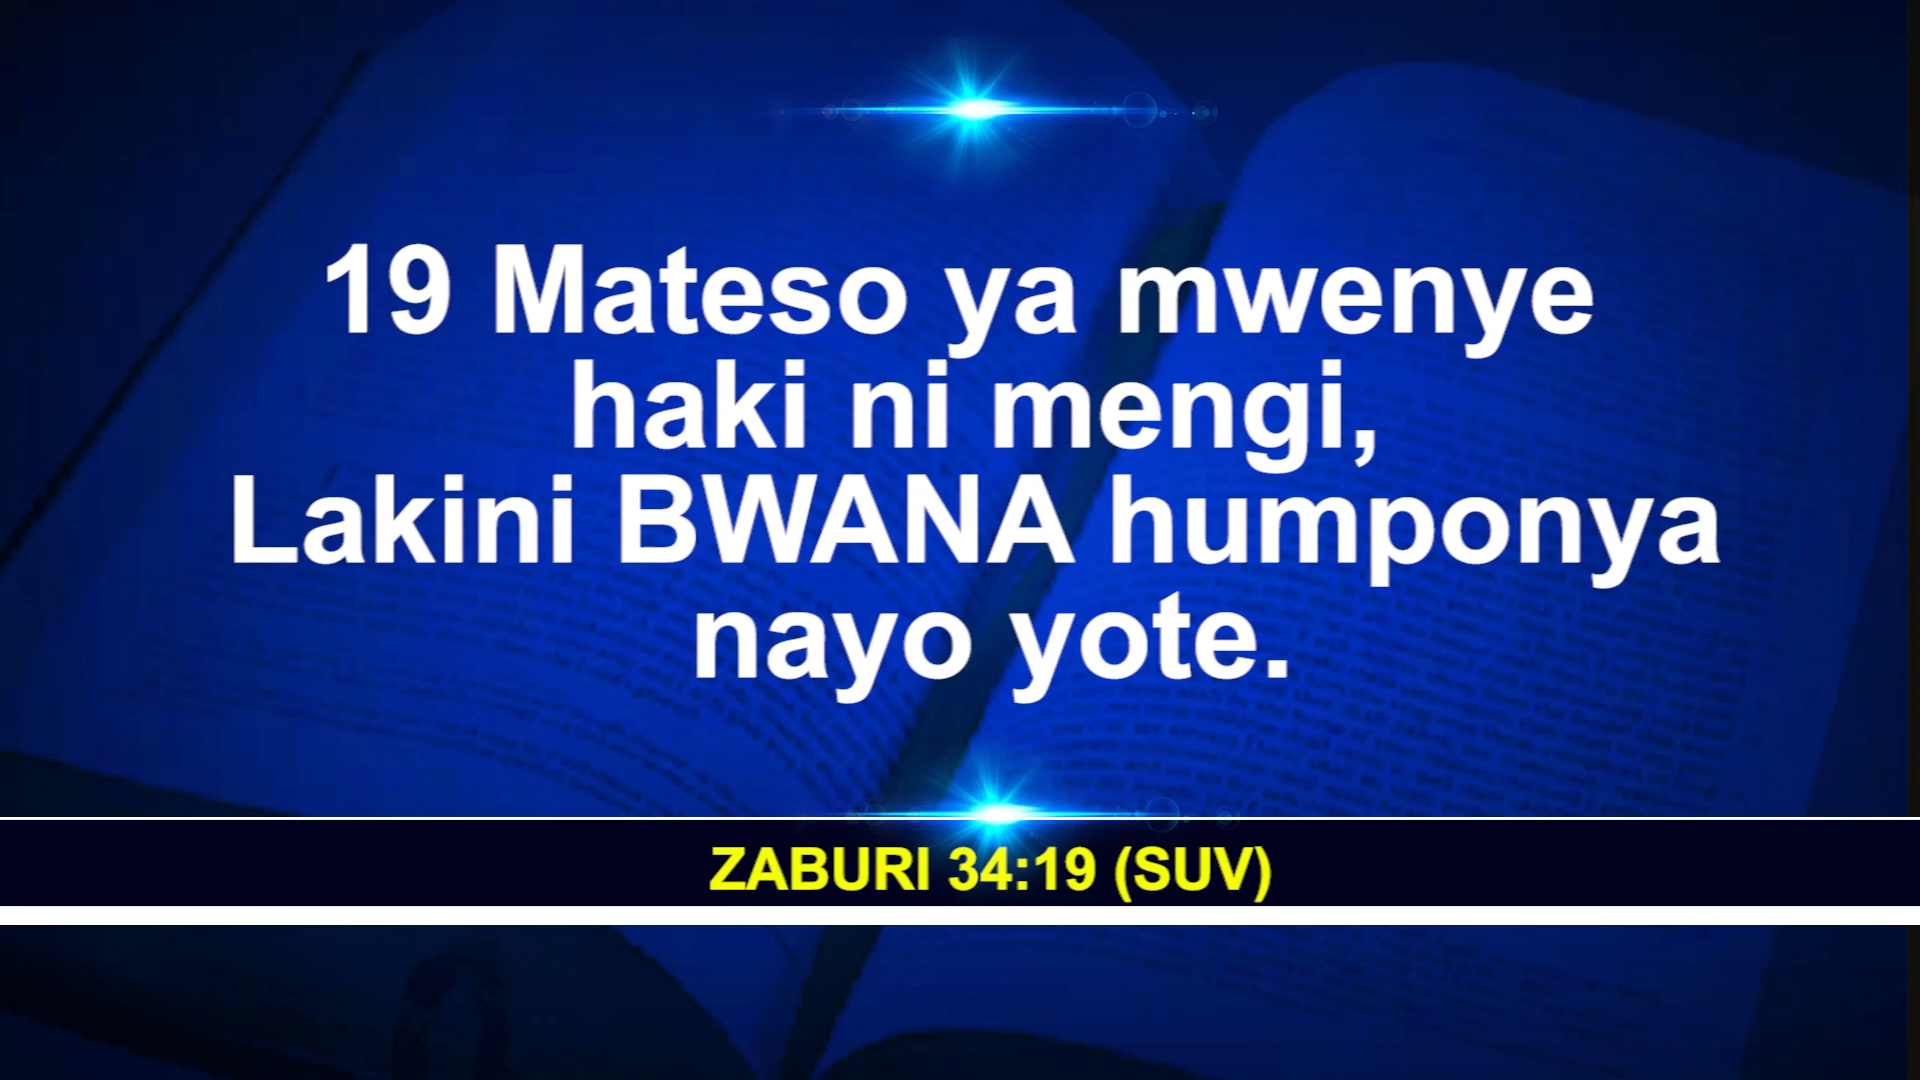 19 Mateso ya mwenye
haki ni mengi,
Lakini BWANA humponya
nayo yote.
ZABURI 34:19 (SUV)